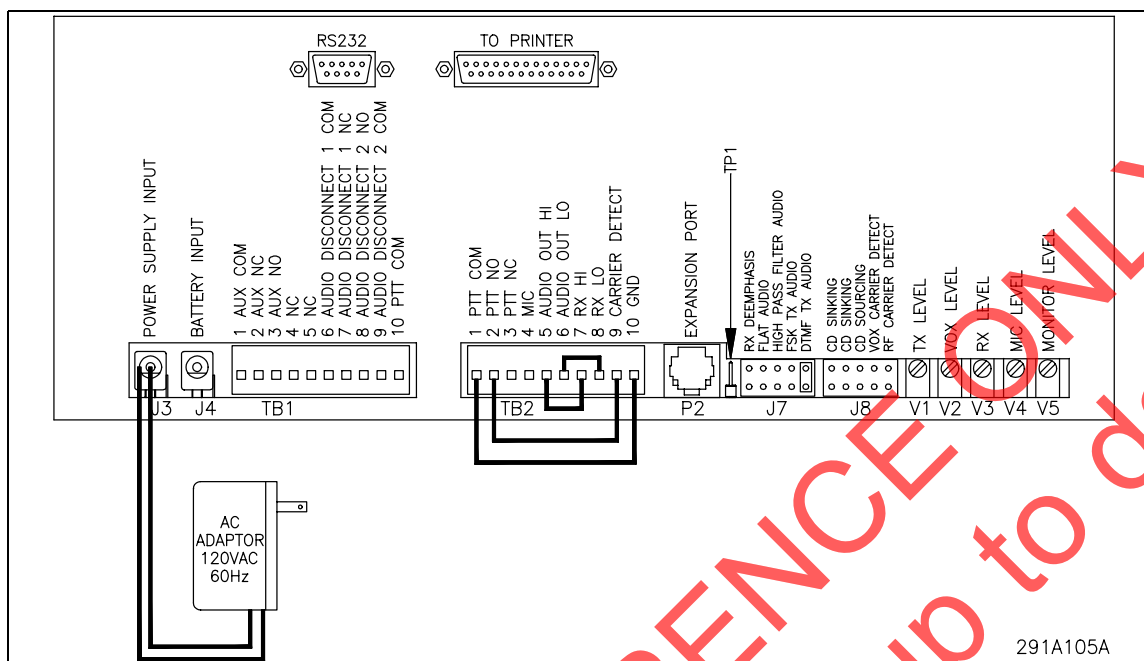 RS232
TO PRINTER
POWER SUPPLY INPUT
BATTERY INPUT
1 AUX COM
2 AUX NC
3 AUX NO
4 NC
5 NC
6 AUDIO DISCONNECT 1 COM
7 AUDIO DISCONNECT 1 NC
8 AUDIO DISCONNECT 2 NO
9 AUDIO DISCONNECT 2 COM
10 PTT COM
1 PTT COM
2 PTT NO
3 PTT NC
4 MIC
5 AUDIO OUT HI
6 AUDIO OUT LO
7 RX HI
8 RX LO
9 CARRIER DETECT
10 GND
EXPANSION PORT
TP1
RX DEEMPHASIS
FLAT AUDIO
HIGH PASS FILTER AUDIO
FSK TX AUDIO
DTMF TX AUDIO
CD SINKING
CD SINKING
CD SOURCING
VOX CARRIER DETECT
RF CARRIER DETECT
TX LEVEL
VOX LEVEL
RX LEVEL
MIC LEVEL
MONITOR LEVEL
J3
J4
TB1
TB2
P2
J7
J8
V1
V2
V3
V4
V5
AC
ADAPTOR
120VAC
60Hz
291A105A
RENCE ONLY
up to d